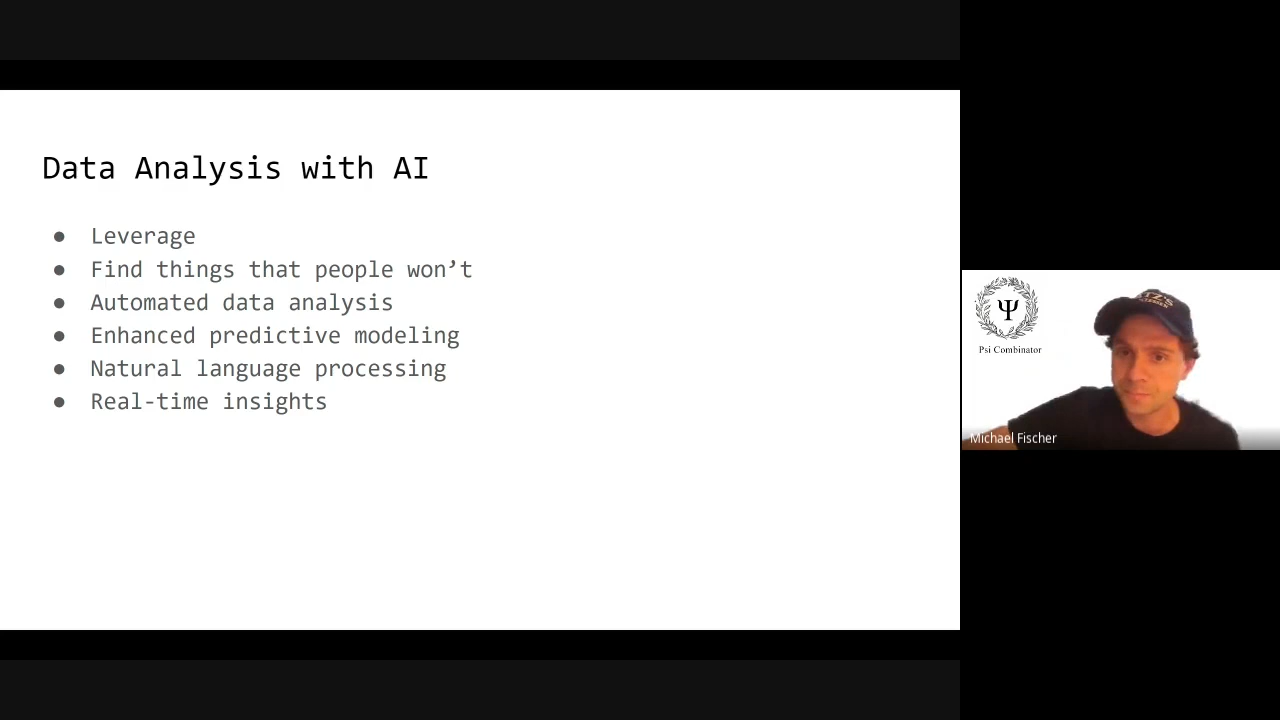 Data Analysis with AI
● Leverage
● Find things that people won’t
● Automated data analysis
● Enhanced predictive modeling
● Natural language processing
● Real-time insights
Ψ
Psi Combinator
Michael Fischer